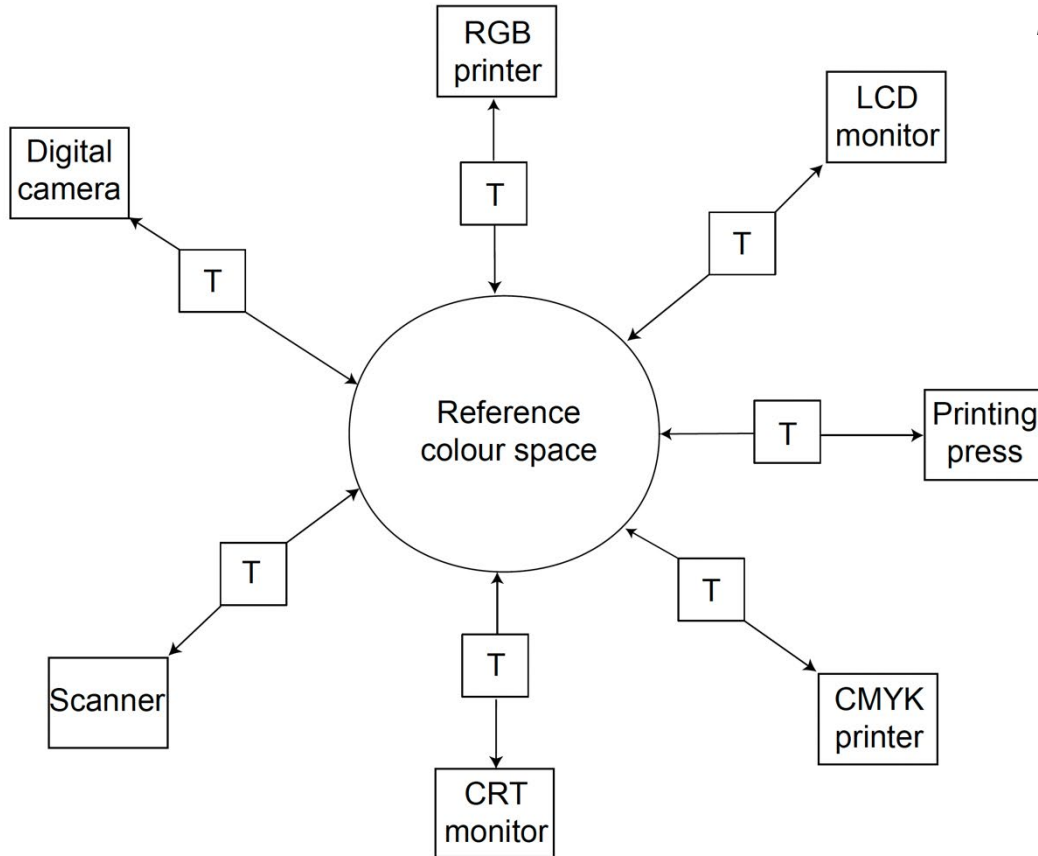 RGB
printer
LCD
monitor
Digital
camera
T
T
T
Reference
colour space
T
Printing
press
T
T
T
Scanner
CMYK
printer
CRT
monitor